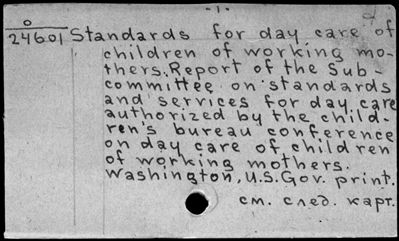 -1-
O
24601 Standards for day care of
children of working mo-
thers. Report of the Sub-
committee on standards
and services for day care
authorized by the child-
ren's bureau conference
on day care of children
of working mothers.
Washington, U.S. Gov. print.
см. след. карт.